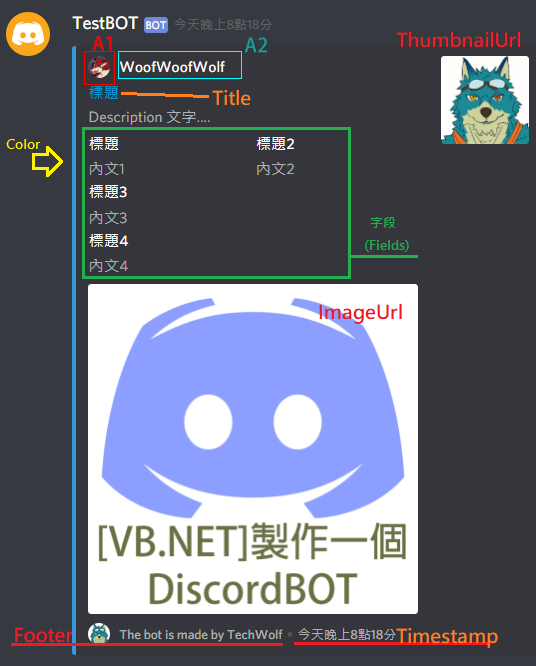 TestBOT BOT 今天晚上8點18分
A1 A2 ThumbnailUrl
WoofWoofWolf
標題 Title
Description 文字....
Color
標題 標題2
內文1 內文2
標題3
內文3
標題4
內文4
字段
(Fields)
ImageUrl
[VB.NET]製作一個
DiscordBOT
Footer The bot is made by TechWolf • 今天晚上8點18分 Timestamp